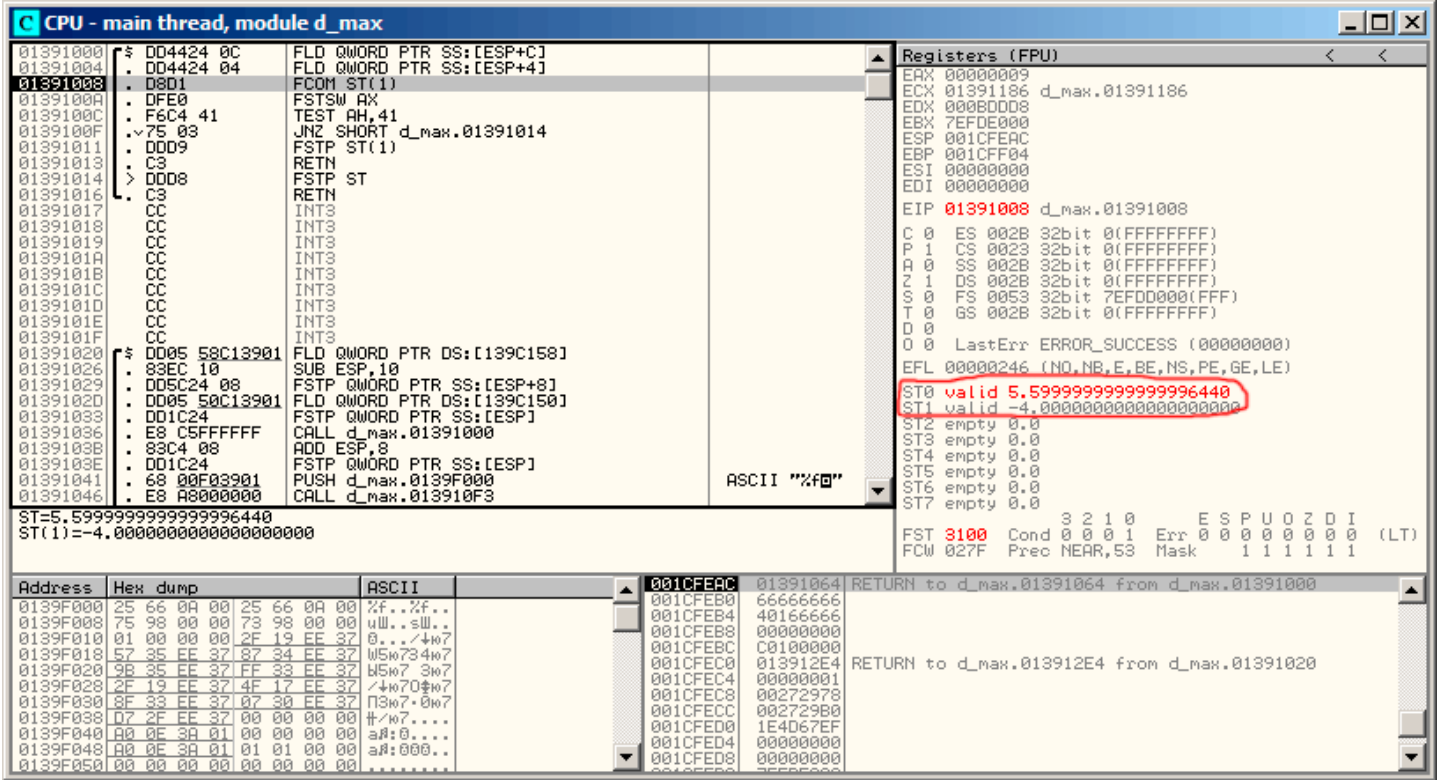 CPU - main thread, module d_max
01391000 $ DD4424 0C FLD QWORD PTR SS:[ESP+C]
01391004 . DD4424 04 FLD QWORD PTR SS:[ESP+4]
01391008 . D8D1 FCOM ST(1)
0139100A . DFE0 FSTSW AX
0139100C . F6C4 41 TEST AH,41
0139100F .v75 03 JNZ SHORT d_max.01391014
01391011 . DDD9 FSTP ST(1)
01391013 . C3 RETN
01391014 > DDD8 FSTP ST
01391016 . C3 RETN
01391017 CC INT3
01391018 CC INT3
01391019 CC INT3
0139101A CC INT3
0139101B CC INT3
0139101C CC INT3
0139101D CC INT3
0139101E CC INT3
0139101F CC INT3
01391020 $ DD05 58C13901 FLD QWORD PTR DS:[139C158]
01391026 . 83EC 10 SUB ESP,10
01391029 . DD5C24 08 FSTP QWORD PTR SS:[ESP+8]
0139102D . DD05 50C13901 FLD QWORD PTR DS:[139C150]
01391033 . DD1C24 FSTP QWORD PTR SS:[ESP]
01391036 . E8 C5FFFFFF CALL d_max.01391000
0139103B . 83C4 08 ADD ESP,8
0139103E . DD1C24 FSTP QWORD PTR SS:[ESP]
01391041 . 68 00F03901 PUSH d_max.0139F000 ASCII "%f◙"
01391046 . E8 A8000000 CALL d_max.013910F3
ST=5.5999999999999996440
ST(1)=-4.0000000000000000000
Registers (FPU) < <
EAX 00000009
ECX 01391186 d_max.01391186
EDX 000BDDD8
EBX 7EFDE000
ESP 001CFEAC
EBP 001CFF04
ESI 00000000
EDI 00000000
EIP 01391008 d_max.01391008
C 0 ES 002B 32bit 0(FFFFFFFF)
P 1 CS 0023 32bit 0(FFFFFFFF)
A 0 SS 002B 32bit 0(FFFFFFFF)
Z 1 DS 002B 32bit 0(FFFFFFFF)
S 0 FS 0053 32bit 7EFDD000(FFF)
T 0 GS 002B 32bit 0(FFFFFFFF)
D 0
O 0 LastErr ERROR_SUCCESS (00000000)
EFL 00000246 (NO,NB,E,BE,NS,PE,GE,LE)
ST0 valid 5.5999999999999996440
ST1 valid -4.0000000000000000000
ST2 empty 0.0
ST3 empty 0.0
ST4 empty 0.0
ST5 empty 0.0
ST6 empty 0.0
ST7 empty 0.0
3 2 1 0 E S P U O Z D I
FST 3100 Cond 0 0 0 1 Err 0 0 0 0 0 0 0 0 (LT)
FCW 027F Prec NEAR,53 Mask 1 1 1 1 1 1
Address Hex dump ASCII
0139F000 25 66 0A 00 25 66 0A 00 %f..%f..
0139F008 75 98 00 00 73 98 00 00 uШ..sШ..
0139F010 01 00 00 00 2F 19 EE 37
0139F018 57 35 EE 37 87 34 EE 37 W5ю7З4ю7
0139F020 9B 35 EE 37 FF 33 EE 37
0139F028 2F 19 EE 37 4F 17 EE 37
0139F030 8F 33 EE 37 07 30 EE 37 П3ю7•0ю7
0139F038 D7 2F EE 37 00 00 00 00 ╫/ю7....
0139F040 A0 0E 3A 01 00 00 00 00
0139F048 A0 0E 3A 01 01 01 00 00
0139F050 00 00 00 00 00 00 00 00 ........
001CFEAC 01391064 RETURN to d_max.01391064 from d_max.01391000
001CFEB0 66666666
001CFEB4 40166666
001CFEB8 00000000
001CFEBC C0100000
001CFEC0 013912E4 RETURN to d_max.013912E4 from d_max.01391020
001CFEC4 00000001
001CFEC8 00272978
001CFECC 002729B0
001CFED0 1E4D67EF
001CFED4 00000000
001CFED8 00000000